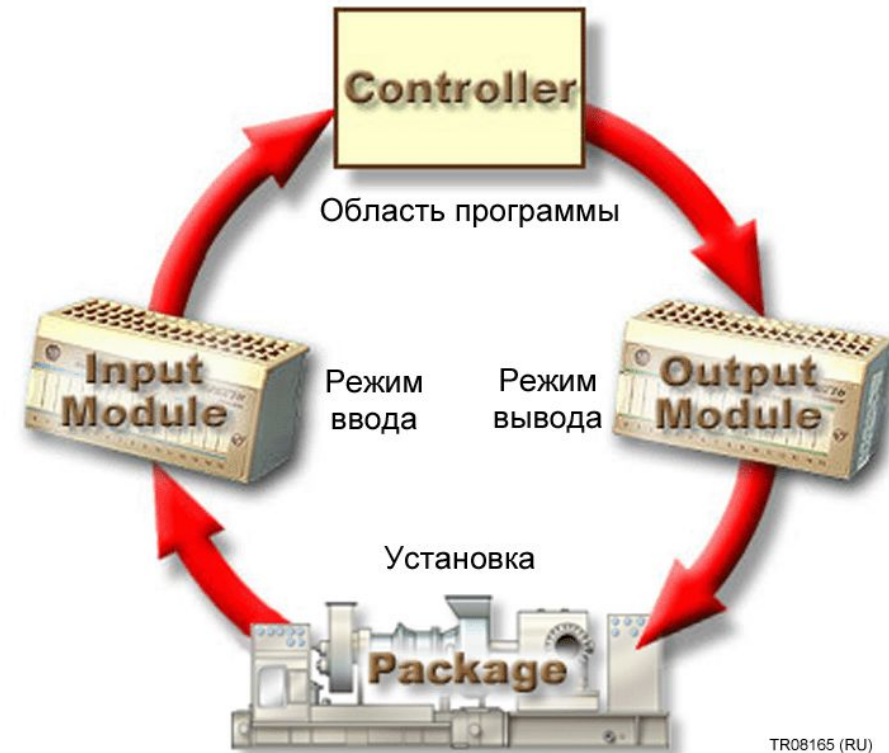 Controller
Область программы
Input
Module
Режим
ввода
Режим
вывода
Output
Module
Установка
Package
TR08165 (RU)